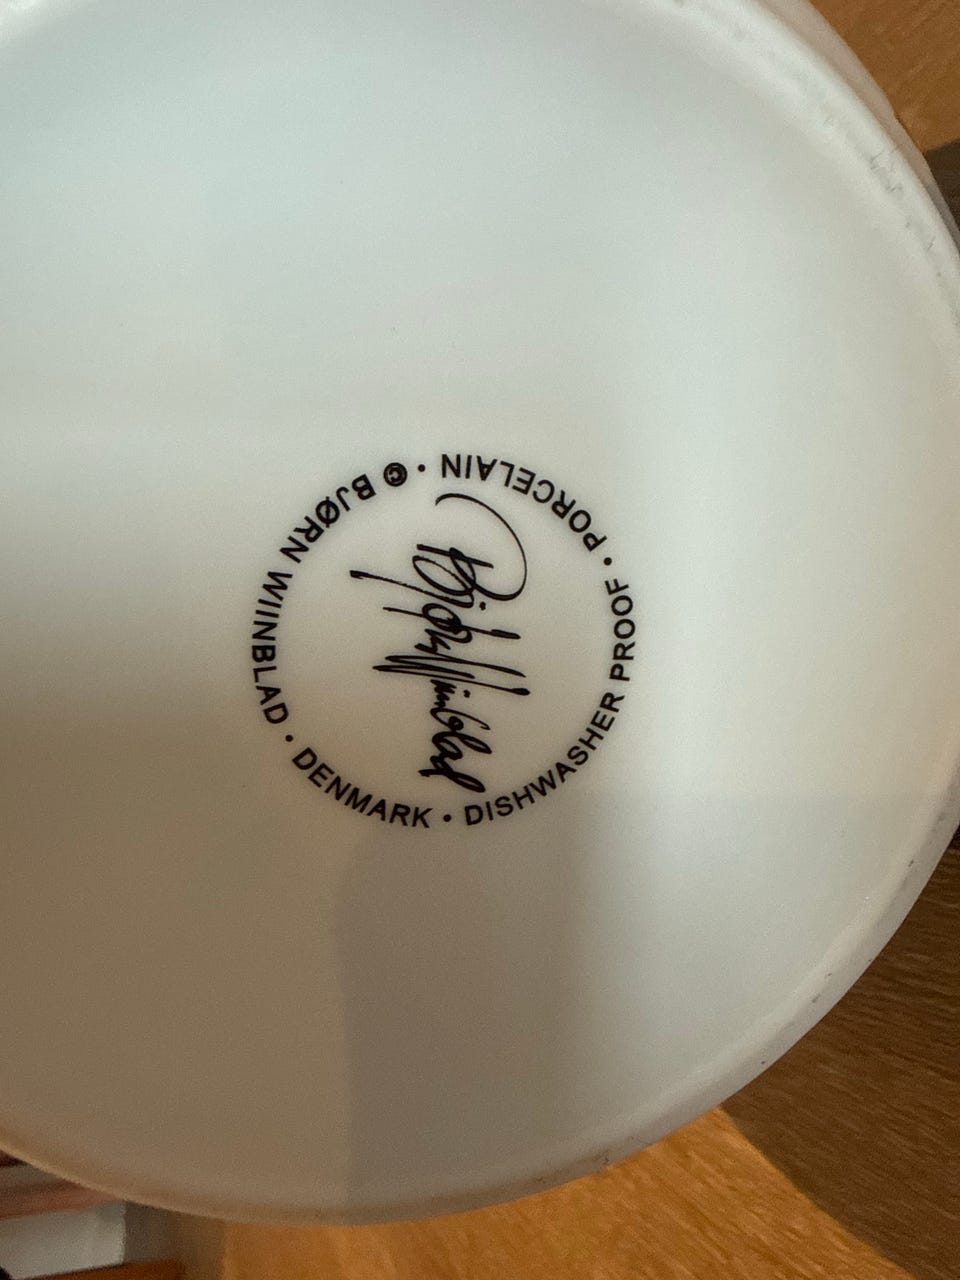 © BJØRN WIINBLAD • DENMARK • DISHWASHER PROOF • PORCELAIN •
Bjørn Wiinblad